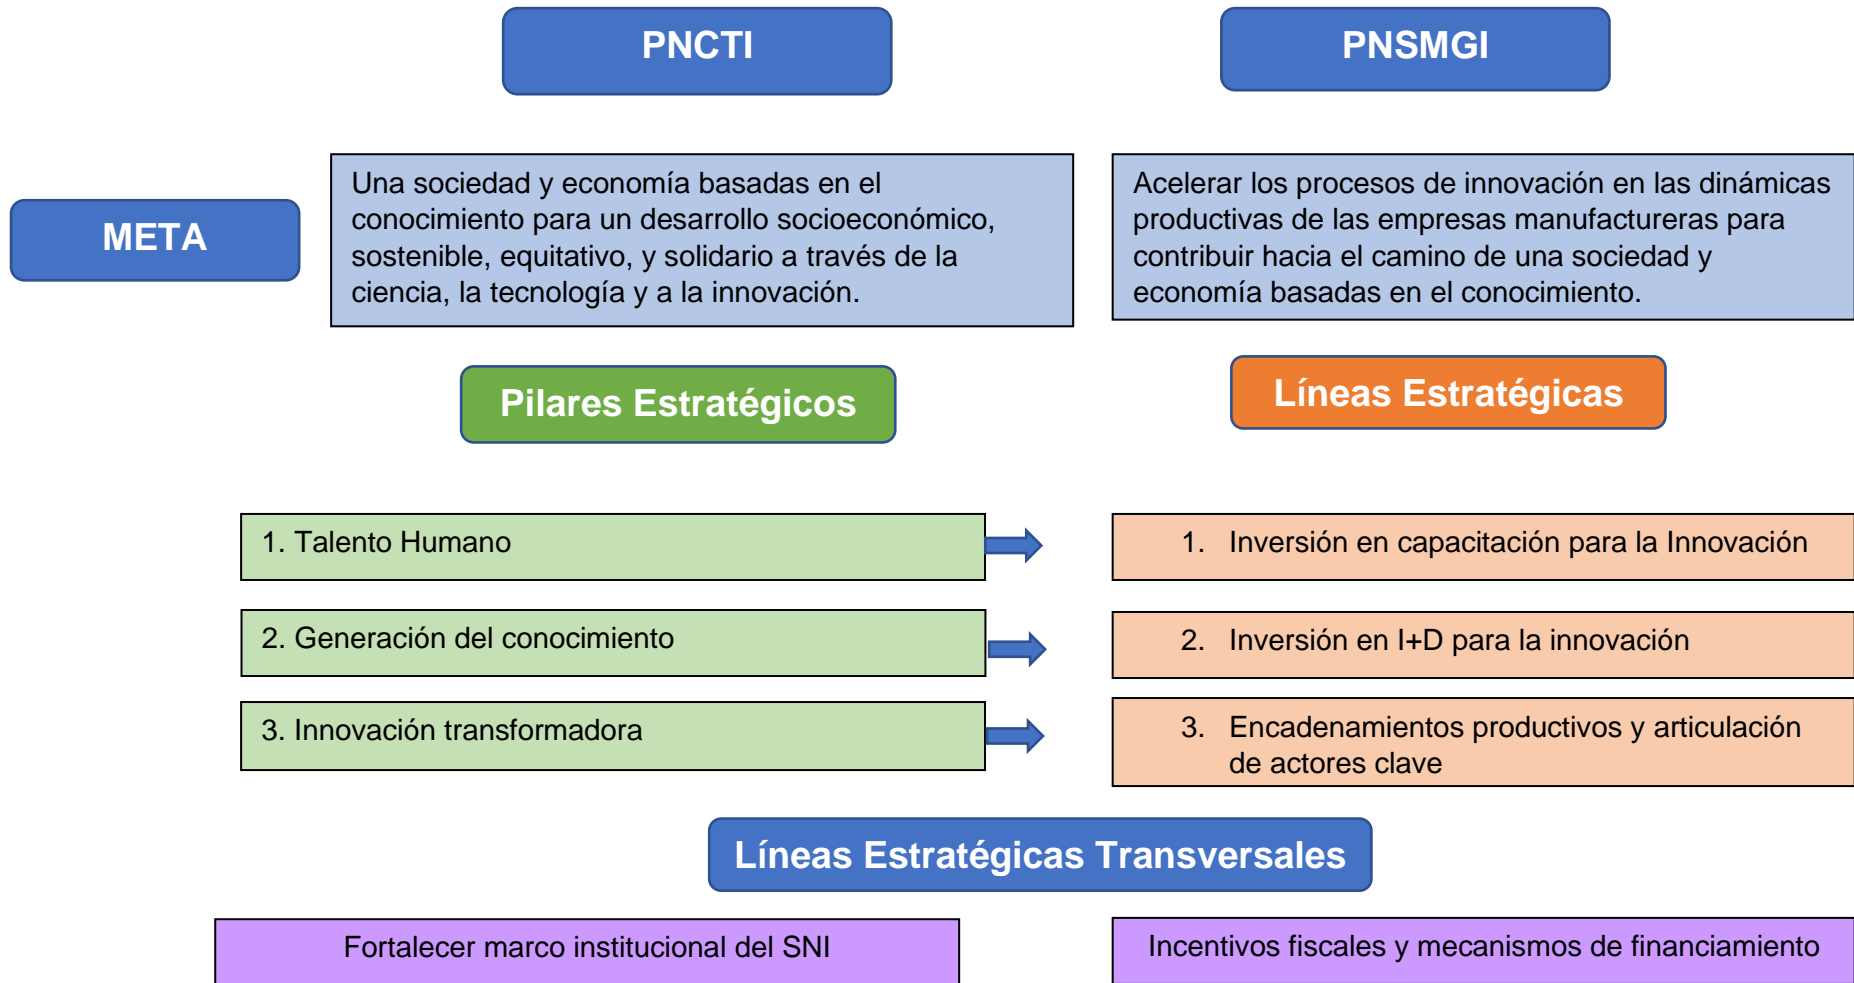 PNCTI
PNSMGI
META
Una sociedad y economía basadas en el
conocimiento para un desarrollo socioeconómico,
sostenible, equitativo, y solidario a través de la
ciencia, la tecnología y a la innovación.
Acelerar los procesos de innovación en las dinámicas
productivas de las empresas manufactureras para
contribuir hacia el camino de una sociedad y
economía basadas en el conocimiento.
Pilares Estratégicos
Líneas Estratégicas
1. Talento Humano
1. Inversión en capacitación para la Innovación
2. Generación del conocimiento
2. Inversión en I+D para la innovación
3. Innovación transformadora
3. Encadenamientos productivos y articulación
de actores clave
Líneas Estratégicas Transversales
Fortalecer marco institucional del SNI
Incentivos fiscales y mecanismos de financiamiento